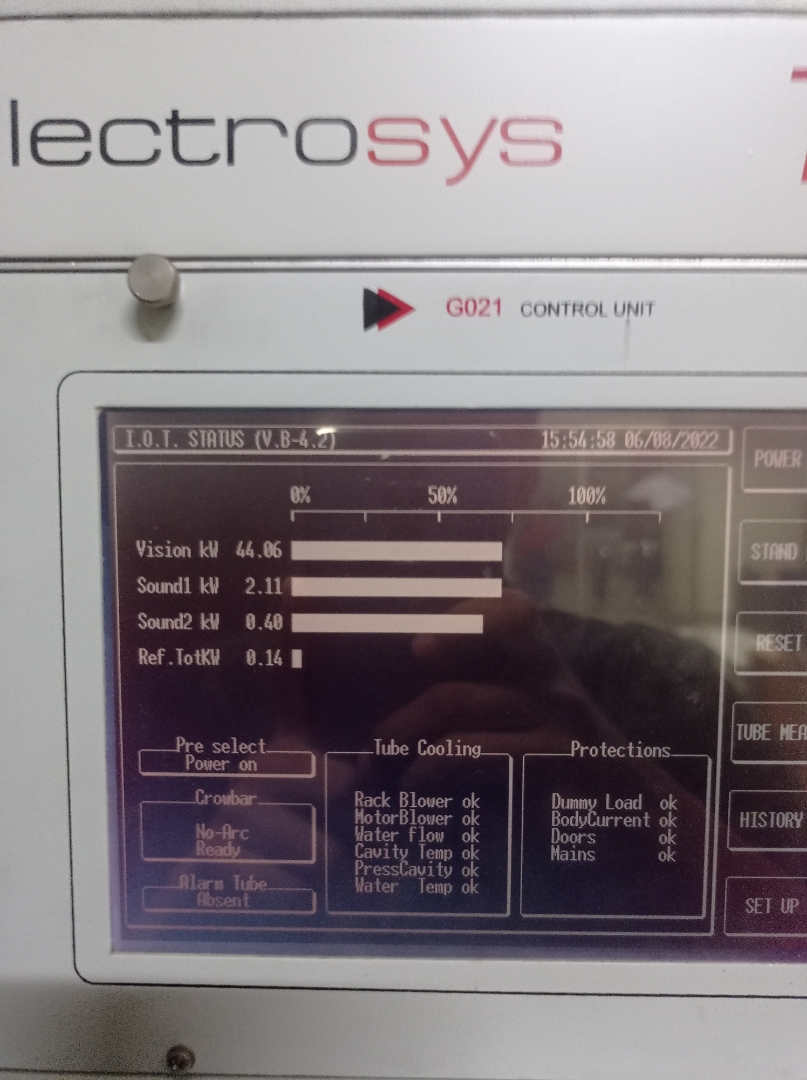 lectrosys
G021 CONTROL UNIT
I.O.T. STATUS (V.B-4.2) 15:54:58 06/08/2022
0% 50% 100%
Vision kW 44.06
Sound1 kW 2.11
Sound2 kW 0.40
Ref.TotKW 0.14
Pre select
Power on
Crowbar
No-Arc
Ready
Alarm Tube
Absent
Tube Cooling
Rack Blower ok
MotorBlower ok
Water flow ok
Cavity Temp ok
PressCavity ok
Water Temp ok
Protections
Dummy Load ok
BodyCurrent ok
Doors ok
Mains ok
POWER
STAND
RESET
TUBE MEA
HISTORY
SET UP